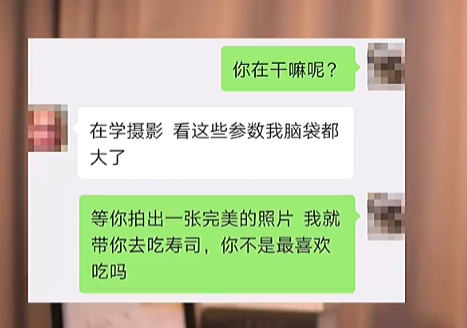 你在干嘛呢？
在学摄影 看这些参数我脑袋都
大了
等你拍出一张完美的照片 我就
带你去吃寿司，你不是最喜欢
吃吗